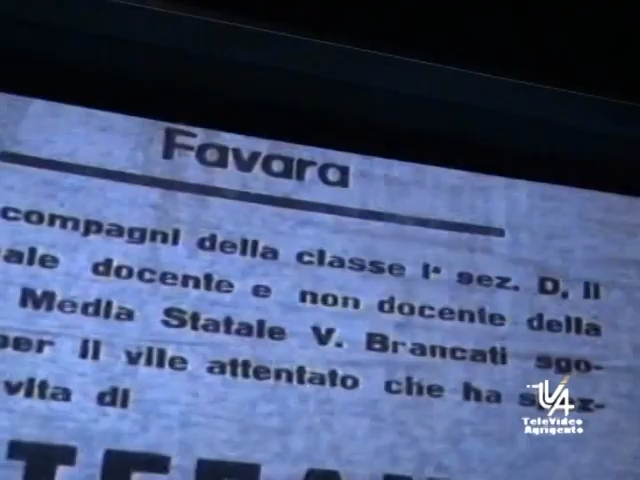 Favara
compagni della classe Iª sez. D, il
ale docente e non docente della
Media Statale V. Brancati sgo-
per il vile attentato che ha
vita di
TeleVideo
Agrigento